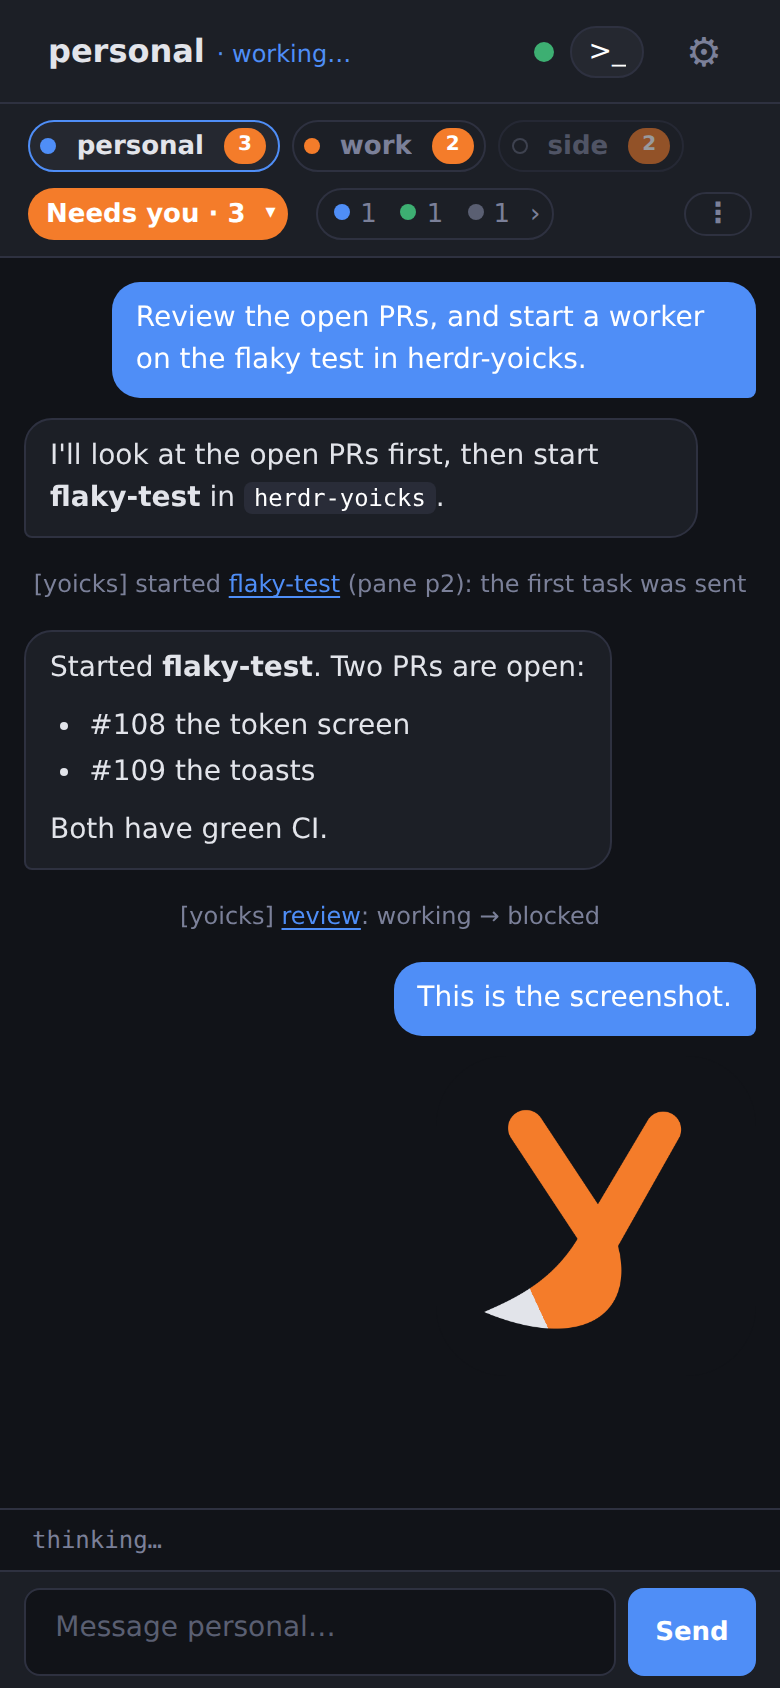 personal · working…
>_
personal 3 work 2 side 2
Needs you · 3 ▾ 1 1 1 ›
Review the open PRs, and start a worker
on the flaky test in herdr-yoicks.
I'll look at the open PRs first, then start
flaky-test in herdr-yoicks.
[yoicks] started flaky-test (pane p2): the first task was sent
Started flaky-test. Two PRs are open:
• #108 the token screen
• #109 the toasts
Both have green CI.
[yoicks] review: working → blocked
This is the screenshot.
thinking…
Message personal…
Send